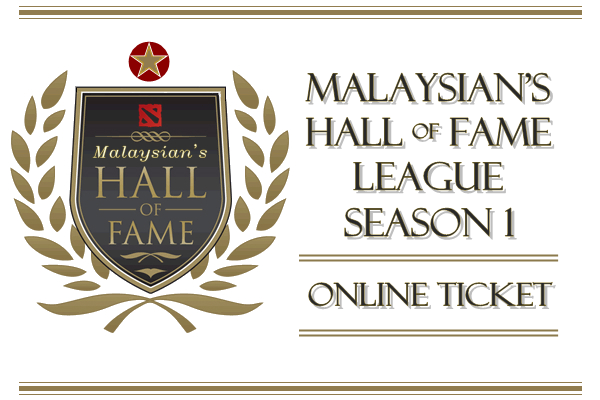 Malaysian's
HALL
OF
FAME
MALAYSIAN'S
HALL OF FAME
LEAGUE
SEASON 1
ONLINE TICKET